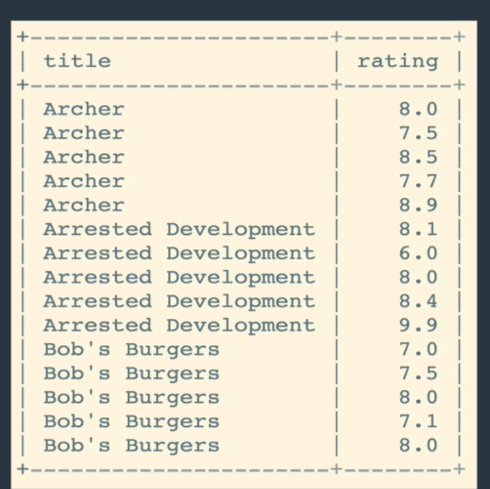 +----------------------+--------+
| title                | rating |
+----------------------+--------+
| Archer               |    8.0 |
| Archer               |    7.5 |
| Archer               |    8.5 |
| Archer               |    7.7 |
| Archer               |    8.9 |
| Arrested Development |    8.1 |
| Arrested Development |    6.0 |
| Arrested Development |    8.0 |
| Arrested Development |    8.4 |
| Arrested Development |    9.9 |
| Bob's Burgers        |    7.0 |
| Bob's Burgers        |    7.5 |
| Bob's Burgers        |    8.0 |
| Bob's Burgers        |    7.1 |
| Bob's Burgers        |    8.0 |
+----------------------+--------+